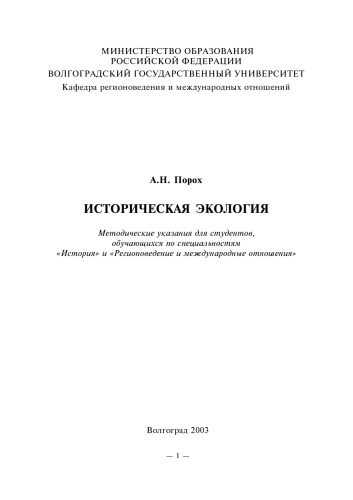 МИНИСТЕРСТВО ОБРАЗОВАНИЯ
РОССИЙСКОЙ ФЕДЕРАЦИИ
ВОЛГОГРАДСКИЙ ГОСУДАРСТВЕННЫЙ УНИВЕРСИТЕТ
Кафедра регионоведения и международных отношений
А.Н. Порох
ИСТОРИЧЕСКАЯ ЭКОЛОГИЯ
Методические указания для студентов,
обучающихся по специальностям
«История» и «Регионоведение и международные отношения»
Волгоград 2003
— 1 —